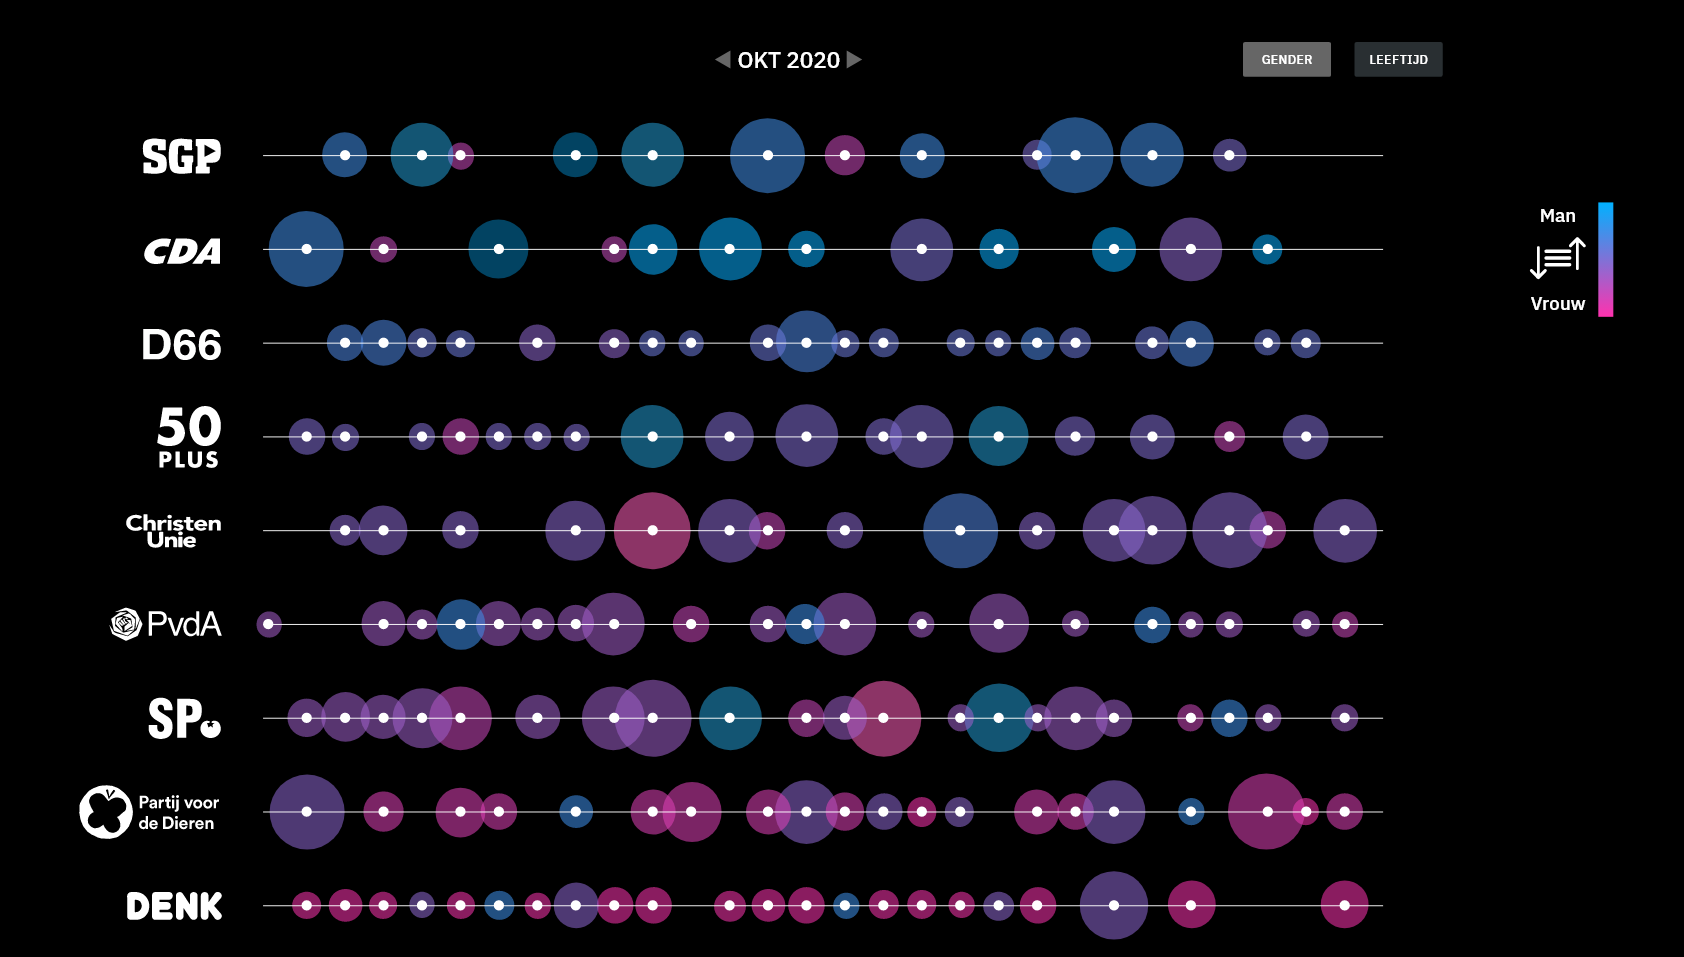 OKT 2020
GENDER
LEEFTIJD
SGP
CDA
Man
Vrouw
D66
50
PLUS
Christen
Unie
PvdA
SP.
Partij voor
de Dieren
DENK